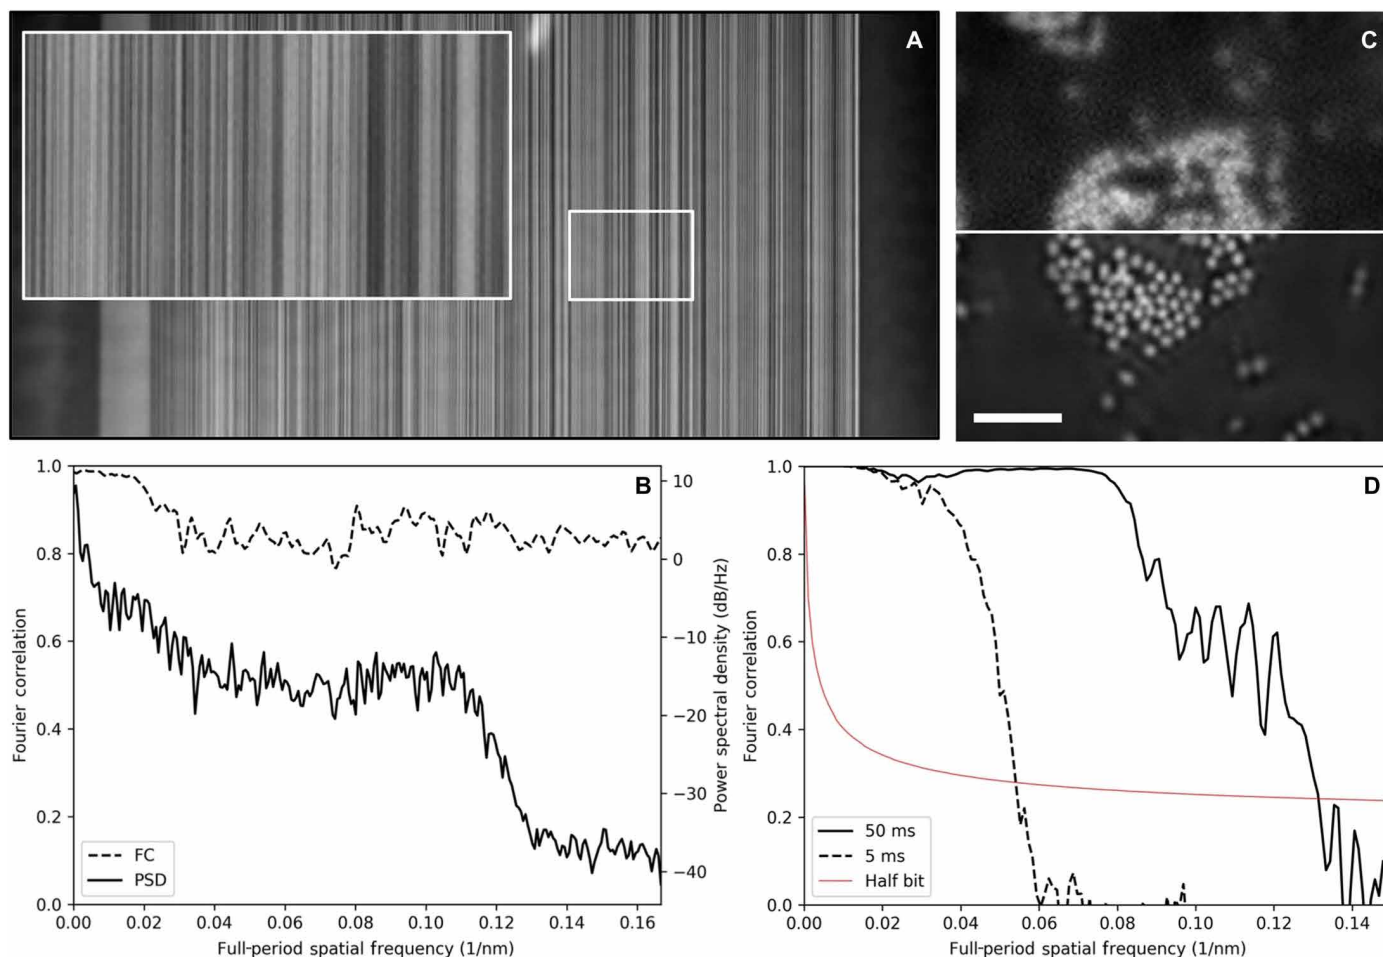 A
C
B
1.0
0.8
0.6
0.4
0.2
0.0
Fourier correlation
10
0
−10
−20
−30
−40
Power spectral density (dB/Hz)
FC
PSD
0.00 0.02 0.04 0.06 0.08 0.10 0.12 0.14 0.16
Full-period spatial frequency (1/nm)
D
1.0
0.8
0.6
0.4
0.2
0.0
Fourier correlation
50 ms
5 ms
Half bit
0.00 0.02 0.04 0.06 0.08 0.10 0.12 0.14
Full-period spatial frequency (1/nm)